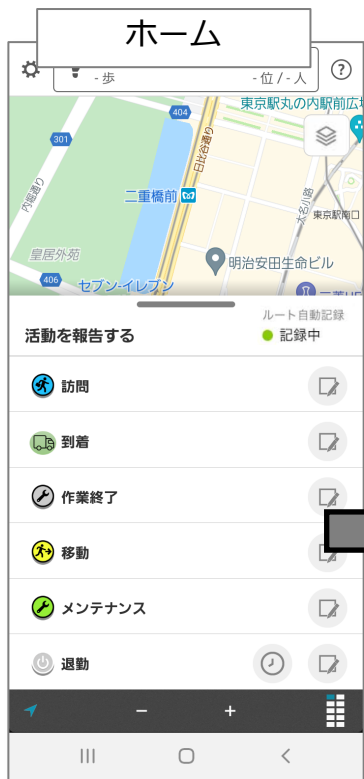 ホーム
- 歩
- 位 / - 人
?
404
東京駅丸の内駅前広場
301
日比谷通り
内堀通り
二重橋前
大名小路
東京駅南口
皇居外苑
明治安田生命ビル
406
セブン-イレブン
ルート自動記録
活動を報告する
記録中
訪問
到着
作業終了
移動
メンテナンス
退勤